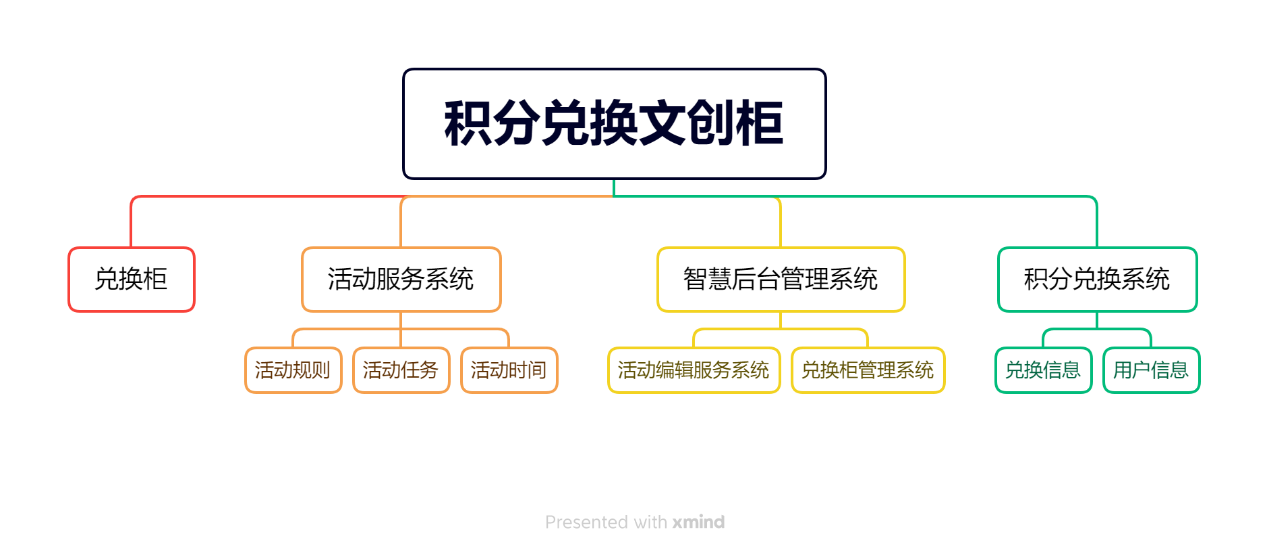 积分兑换文创柜
兑换柜
活动服务系统
智慧后台管理系统
积分兑换系统
活动规则
活动任务
活动时间
活动编辑服务系统
兑换柜管理系统
兑换信息
用户信息
Presented with xmind